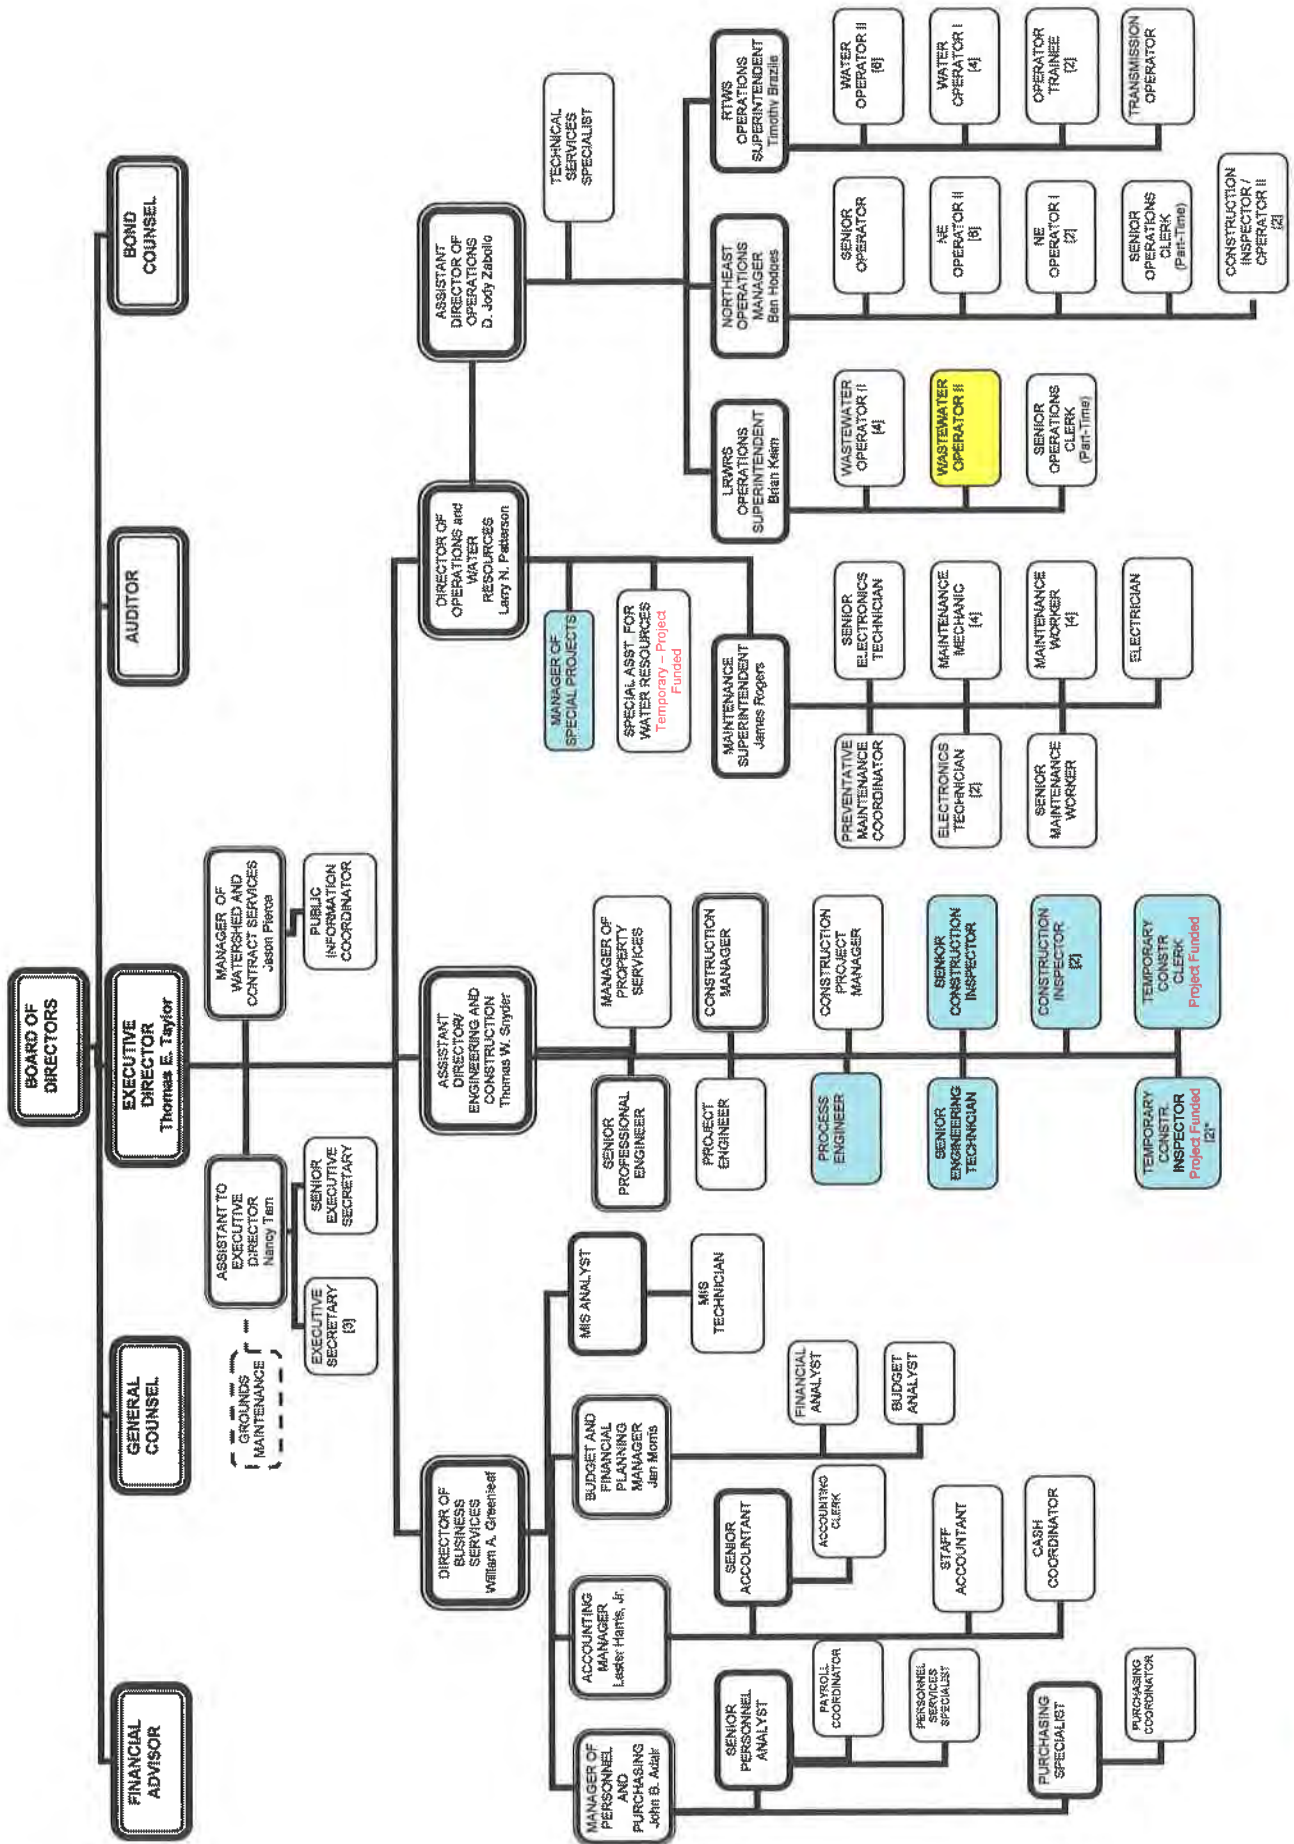 BOARD OF
DIRECTORS
FINANCIAL
ADVISOR
GENERAL
COUNSEL
EXECUTIVE
DIRECTOR
Thomas E. Taylor
AUDITOR
BOND
COUNSEL
GROUNDS
MAINTENANCE
ASSISTANT TO
EXECUTIVE
DIRECTOR
Nancy Tam
EXECUTIVE
SECRETARY
[3]
SENIOR
EXECUTIVE
SECRETARY
MANAGER OF
WATERSHED AND
CONTRACT SERVICES
Jason Pierce
PUBLIC
INFORMATION
COORDINATOR
DIRECTOR OF
BUSINESS
SERVICES
William A. Greenleaf
ASSISTANT
DIRECTOR/
ENGINEERING AND
CONSTRUCTION
Thomas W. Snyder
DIRECTOR OF
OPERATIONS and
WATER
RESOURCES
Larry N. Patterson
ASSISTANT
DIRECTOR OF
OPERATIONS
D. Jody Zabolio
MANAGER OF
PERSONNEL
AND
PURCHASING
John B. Adair
ACCOUNTING
MANAGER
Lester Harris, Jr.
BUDGET AND
FINANCIAL
PLANNING
MANAGER
Jan Morris
MIS ANALYST
MIS
TECHNICIAN
SENIOR
PERSONNEL
ANALYST
PAYROLL
COORDINATOR
PERSONNEL
SERVICES
SPECIALIST
PURCHASING
SPECIALIST
PURCHASING
COORDINATOR
SENIOR
ACCOUNTANT
ACCOUNTING
CLERK
STAFF
ACCOUNTANT
CASH
COORDINATOR
FINANCIAL
ANALYST
BUDGET
ANALYST
SENIOR
PROFESSIONAL
ENGINEER
MANAGER OF
PROPERTY
SERVICES
PROJECT
ENGINEER
CONSTRUCTION
MANAGER
PROCESS
ENGINEER
CONSTRUCTION
PROJECT
MANAGER
SENIOR
ENGINEERING
TECHNICIAN
SENIOR
CONSTRUCTION
INSPECTOR
CONSTRUCTION
INSPECTOR
[2]
TEMPORARY
CONSTR.
INSPECTOR
Project Funded
[2]*
TEMPORARY
CONSTR
CLERK
Project Funded
MANAGER OF
SPECIAL PROJECTS
SPECIAL ASST. FOR
WATER RESOURCES
Temporary – Project
Funded
MAINTENANCE
SUPERINTENDENT
James Rogers
PREVENTATIVE
MAINTENANCE
COORDINATOR
SENIOR
ELECTRONICS
TECHNICIAN
ELECTRONICS
TECHNICIAN
[2]
MAINTENANCE
MECHANIC
[4]
SENIOR
MAINTENANCE
WORKER
MAINTENANCE
WORKER
[4]
ELECTRICIAN
TECHNICAL
SERVICES
SPECIALIST
LRWRS
OPERATIONS
SUPERINTENDENT
Brian Keim
NORTHEAST
OPERATIONS
MANAGER
Ben Hodges
RTWS
OPERATIONS
SUPERINTENDENT
Timothy Brazile
WASTEWATER
OPERATOR II
[4]
WASTEWATER
OPERATOR II
SENIOR
OPERATIONS
CLERK
(Part-Time)
SENIOR
OPERATOR
NE
OPERATOR II
[6]
NE
OPERATOR I
[2]
SENIOR
OPERATIONS
CLERK
(Part-Time)
CONSTRUCTION
INSPECTOR /
OPERATOR II
[2]
WATER
OPERATOR II
[6]
WATER
OPERATOR I
[4]
OPERATOR
TRAINEE
[2]
TRANSMISSION
OPERATOR